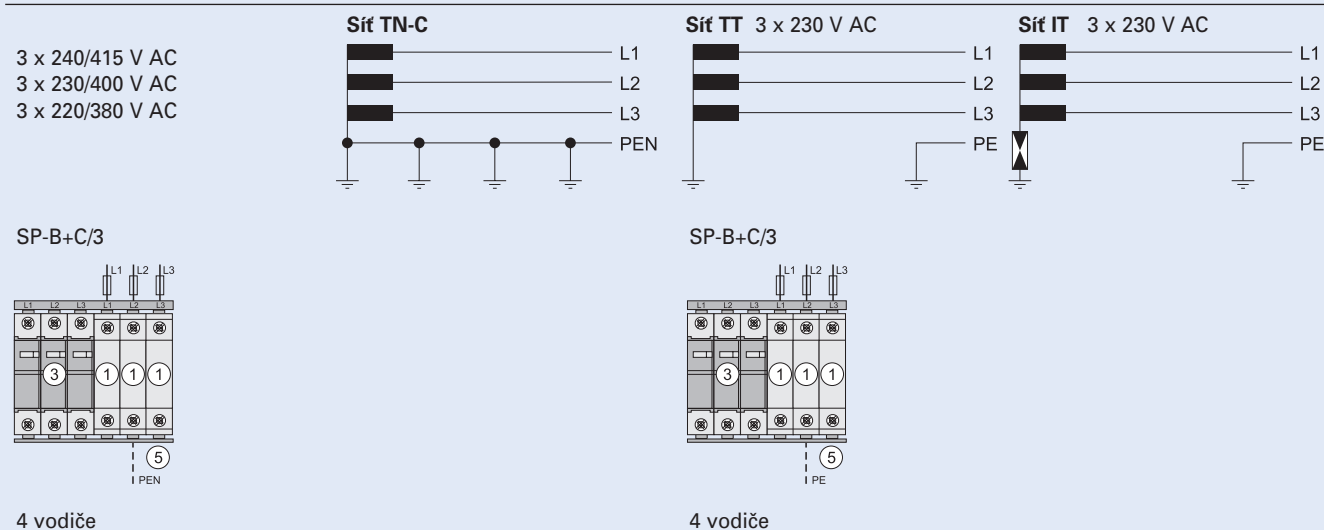 Síť TN-C
Síť TT 3 x 230 V AC
Síť IT 3 x 230 V AC
3 x 240/415 V AC
3 x 230/400 V AC
3 x 220/380 V AC
L1
L2
L3
PEN
L1
L2
L3
PE
L1
L2
L3
PE
SP-B+C/3
L1 L2 L3
L1 L2 L3 L1 L2 L3
3 1 1 1
5
PEN
4 vodiče
SP-B+C/3
L1 L2 L3
L1 L2 L3 L1 L2 L3
3 1 1 1
5
PE
4 vodiče